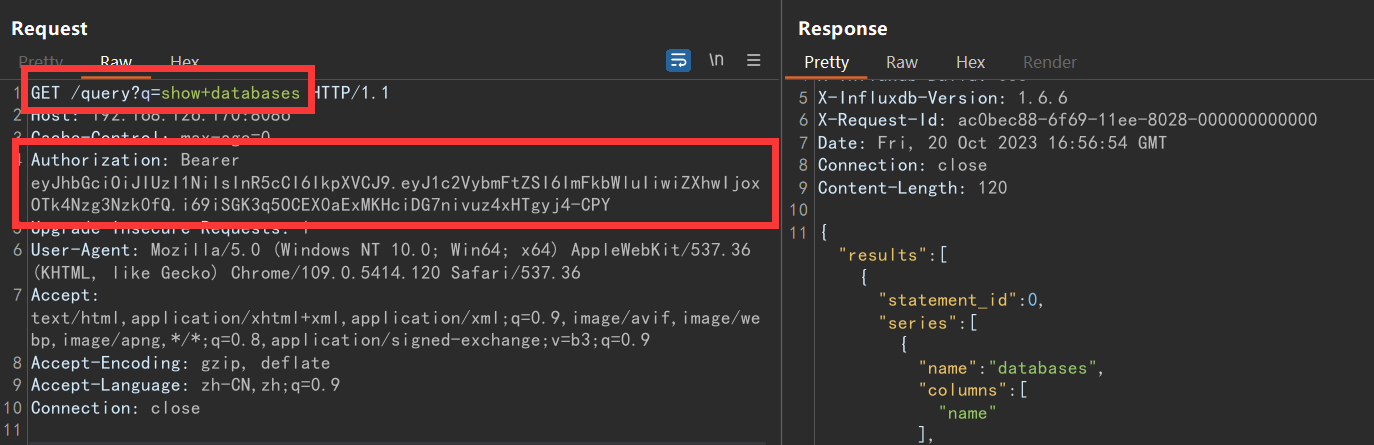 Request
Pretty Raw Hex
\n
1 GET /query?q=show+databases HTTP/1.1
2 Host: 192.168.126.170:8086
3 Cache-Control: max-age=0
4 Authorization: Bearer
eyJhbGciOiJIUzI1NiIsInR5cCI6IkpXVCJ9.eyJ1c2VybmFtZSI6ImFkbWluIiwiZXhwIjox
OTk4Nzg3Nzk0fQ.i69iSGK3q5OCEX0aExMKHciDG7nivuz4xHTgyj4-CPY
5 Upgrade-Insecure-Requests: 1
6 User-Agent: Mozilla/5.0 (Windows NT 10.0; Win64; x64) AppleWebKit/537.36
(KHTML, like Gecko) Chrome/109.0.5414.120 Safari/537.36
7 Accept:
text/html,application/xhtml+xml,application/xml;q=0.9,image/avif,image/we
bp,image/apng,*/*;q=0.8,application/signed-exchange;v=b3;q=0.9
8 Accept-Encoding: gzip, deflate
9 Accept-Language: zh-CN,zh;q=0.9
10 Connection: close
11
Response
Pretty Raw Hex Render
5 X-Influxdb-Version: 1.6.6
6 X-Request-Id: ac0bec88-6f69-11ee-8028-000000000000
7 Date: Fri, 20 Oct 2023 16:56:54 GMT
8 Connection: close
9 Content-Length: 120
10
11 {
"results":[
{
"statement_id":0,
"series":[
{
"name":"databases",
"columns":[
"name"
],